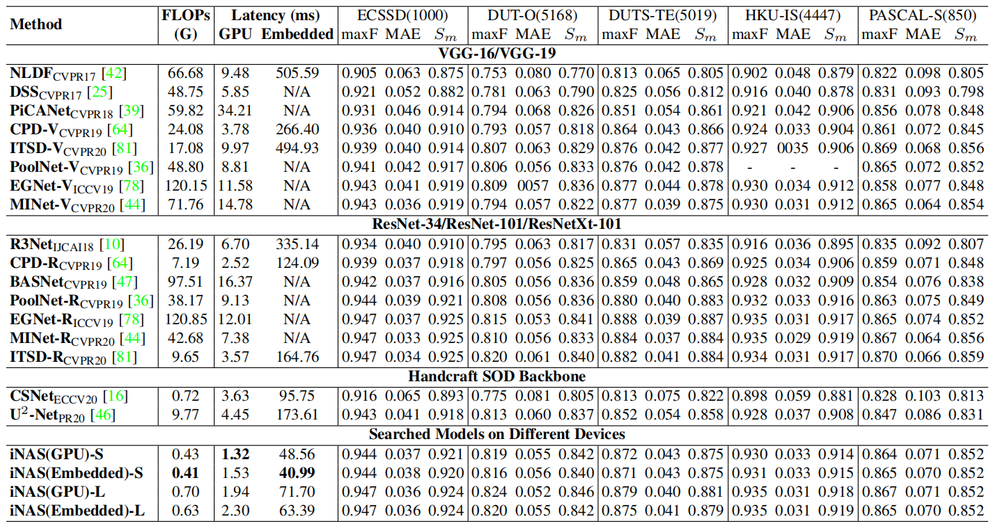 Method FLOPs (G) Latency (ms) GPU Embedded ECSSD(1000) maxF MAE Sm DUT-O(5168) maxF MAE Sm DUTS-TE(5019) maxF MAE Sm HKU-IS(4447) maxF MAE Sm PASCAL-S(850) maxF MAE Sm
VGG-16/VGG-19
NLDF CVPR17 [42] 66.68 9.48 505.59 0.905 0.063 0.875 0.753 0.080 0.770 0.813 0.065 0.805 0.902 0.048 0.879 0.822 0.098 0.805
DSS CVPR17 [25] 48.75 5.85 N/A 0.921 0.052 0.882 0.781 0.063 0.790 0.825 0.056 0.812 0.916 0.040 0.878 0.831 0.093 0.798
PiCANet CVPR18 [39] 59.82 34.21 N/A 0.931 0.046 0.914 0.794 0.068 0.826 0.851 0.054 0.861 0.921 0.042 0.906 0.856 0.078 0.848
CPD-V CVPR19 [64] 24.08 3.78 266.40 0.936 0.040 0.910 0.793 0.057 0.818 0.864 0.043 0.866 0.924 0.033 0.904 0.861 0.072 0.845
ITSD-V CVPR20 [81] 17.08 9.97 494.93 0.939 0.040 0.914 0.807 0.063 0.829 0.876 0.042 0.877 0.927 0035 0.906 0.869 0.068 0.856
PoolNet-V CVPR19 [36] 48.80 8.81 N/A 0.941 0.042 0.917 0.806 0.056 0.833 0.876 0.042 0.878 - - - 0.865 0.072 0.852
EGNet-V ICCV19 [78] 120.15 11.58 N/A 0.943 0.041 0.919 0.809 0057 0.836 0.877 0.044 0.878 0.930 0.034 0.912 0.858 0.077 0.848
MINet-V CVPR20 [44] 71.76 14.78 N/A 0.943 0.036 0.919 0.794 0.057 0.822 0.877 0.039 0.875 0.930 0.031 0.912 0.865 0.064 0.854
ResNet-34/ResNet-101/ResNetXt-101
R3Net IJCAI18 [10] 26.19 6.70 335.14 0.934 0.040 0.910 0.795 0.063 0.817 0.831 0.057 0.835 0.916 0.036 0.895 0.835 0.092 0.807
CPD-R CVPR19 [64] 7.19 2.52 124.09 0.939 0.037 0.918 0.797 0.056 0.825 0.865 0.043 0.869 0.925 0.034 0.906 0.859 0.071 0.848
BASNet CVPR19 [47] 97.51 16.37 N/A 0.942 0.037 0.916 0.805 0.056 0.836 0.859 0.048 0.865 0.928 0.032 0.909 0.854 0.076 0.838
PoolNet-R CVPR19 [36] 38.17 9.13 N/A 0.944 0.039 0.921 0.808 0.056 0.836 0.880 0.040 0.883 0.932 0.033 0.916 0.863 0.075 0.849
EGNet-R ICCV19 [78] 120.85 12.01 N/A 0.947 0.037 0.925 0.815 0.053 0.841 0.888 0.039 0.887 0.935 0.031 0.917 0.865 0.074 0.852
MINet-R CVPR20 [44] 42.68 7.38 N/A 0.947 0.033 0.925 0.810 0.056 0.833 0.884 0.037 0.884 0.935 0.029 0.919 0.867 0.064 0.856
ITSD-R CVPR20 [81] 9.65 3.57 164.76 0.947 0.034 0.925 0.820 0.061 0.840 0.882 0.041 0.884 0.934 0.031 0.917 0.870 0.066 0.859
Handcraft SOD Backbone
CSNet ECCV20 [16] 0.72 3.63 95.75 0.916 0.065 0.893 0.775 0.081 0.805 0.813 0.075 0.822 0.898 0.059 0.881 0.828 0.103 0.813
U²-Net PR20 [46] 9.77 4.45 173.61 0.943 0.041 0.918 0.813 0.060 0.837 0.852 0.054 0.858 0.928 0.037 0.908 0.847 0.086 0.831
Searched Models on Different Devices
iNAS(GPU)-S 0.43 1.32 48.56 0.944 0.037 0.921 0.819 0.055 0.842 0.872 0.043 0.875 0.930 0.033 0.914 0.864 0.071 0.852
iNAS(Embedded)-S 0.41 1.53 40.99 0.944 0.038 0.920 0.816 0.056 0.840 0.871 0.043 0.875 0.931 0.033 0.915 0.865 0.070 0.852
iNAS(GPU)-L 0.70 1.94 71.70 0.947 0.036 0.924 0.824 0.052 0.846 0.879 0.040 0.881 0.935 0.031 0.918 0.867 0.071 0.852
iNAS(Embedded)-L 0.63 2.30 63.39 0.947 0.036 0.924 0.820 0.055 0.842 0.875 0.041 0.879 0.935 0.031 0.919 0.865 0.070 0.852